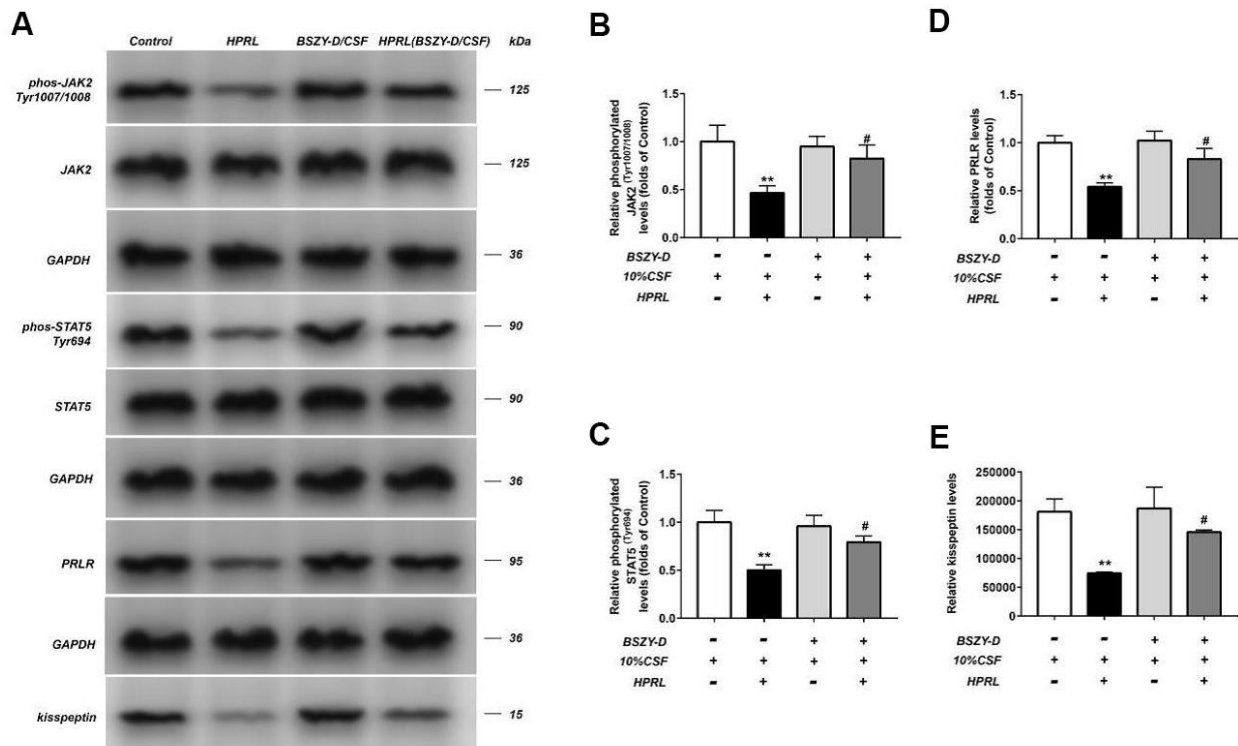 A
Control HPRL BSZY-D/CSF HPRL(BSZY-D/CSF) kDa
phos-JAK2
Tyr1007/1008
125
JAK2
125
GAPDH
36
phos-STAT5
Tyr694
90
STAT5
90
GAPDH
36
PRLR
95
GAPDH
36
kisspeptin
15
B
Relative phosphorylated
JAK2 (Tyr1007/1008)
levels (folds of Control)
1.5
1.0
0.5
0.0
**
#
BSZY-D - - + +
10%CSF + + + +
HPRL - + - +
C
Relative phosphorylated
STAT5 (Tyr694)
levels (folds of Control)
1.5
1.0
0.5
0.0
**
#
BSZY-D - - + +
10%CSF + + + +
HPRL - + - +
D
Relative PRLR levels
(folds of Control)
1.5
1.0
0.5
0.0
**
#
BSZY-D - - + +
10%CSF + + + +
HPRL - + - +
E
Relative kisspeptin levels
250000
200000
150000
100000
50000
0
**
#
BSZY-D - - + +
10%CSF + + + +
HPRL - + - +